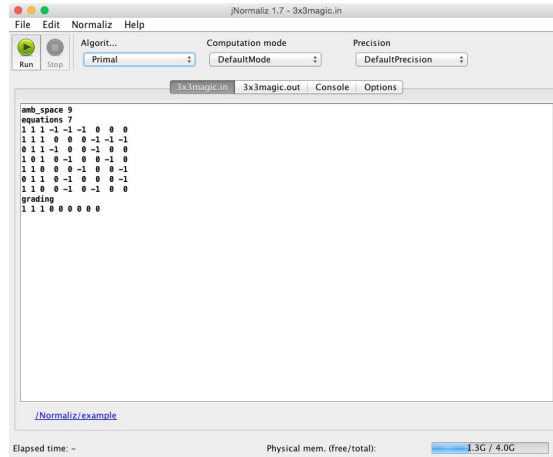 jNormaliz 1.7 - 3x3magic.in
File Edit Normaliz Help
Algorit... Computation mode Precision
Run Stop Primal DefaultMode DefaultPrecision
3x3magic.in 3x3magic.out Console Options
amb_space 9
equations 7
1 1 1 -1 -1 -1 0 0 0
1 1 1 0 0 0 -1 -1 -1
0 1 1 -1 0 0 -1 0 0
1 0 1 0 -1 0 0 -1 0
1 1 0 0 0 -1 0 0 -1
0 1 1 0 -1 0 0 0 -1
1 1 0 0 -1 0 -1 0 0
grading
1 1 1 0 0 0 0 0 0
/Normaliz/example
Elapsed time: – Physical mem. (free/total): 1.3G / 4.0G